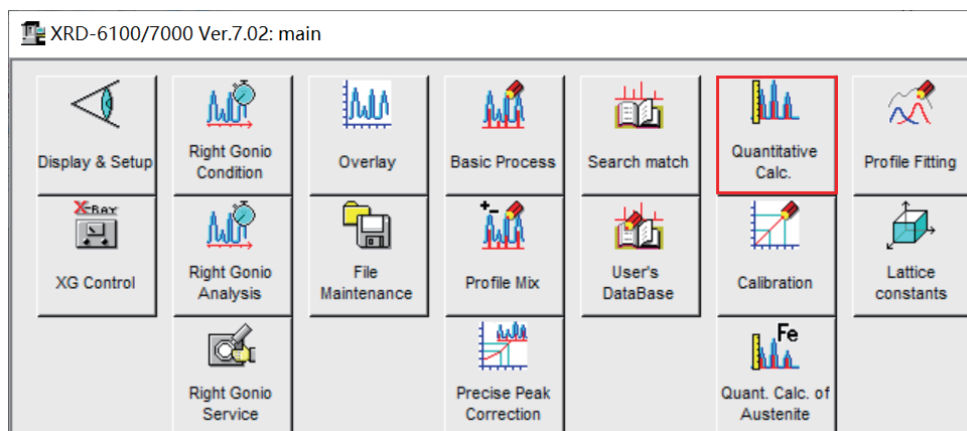 XRD-6100/7000 Ver.7.02: main
Display & Setup
Right Gonio
Condition
Overlay
Basic Process
Search match
Quantitative
Calc.
Profile Fitting
X-RAY
XG Control
Right Gonio
Analysis
File
Maintenance
Profile Mix
User's
DataBase
Calibration
Lattice
constants
Right Gonio
Service
Precise Peak
Correction
Fe
Quant. Calc. of
Austenite